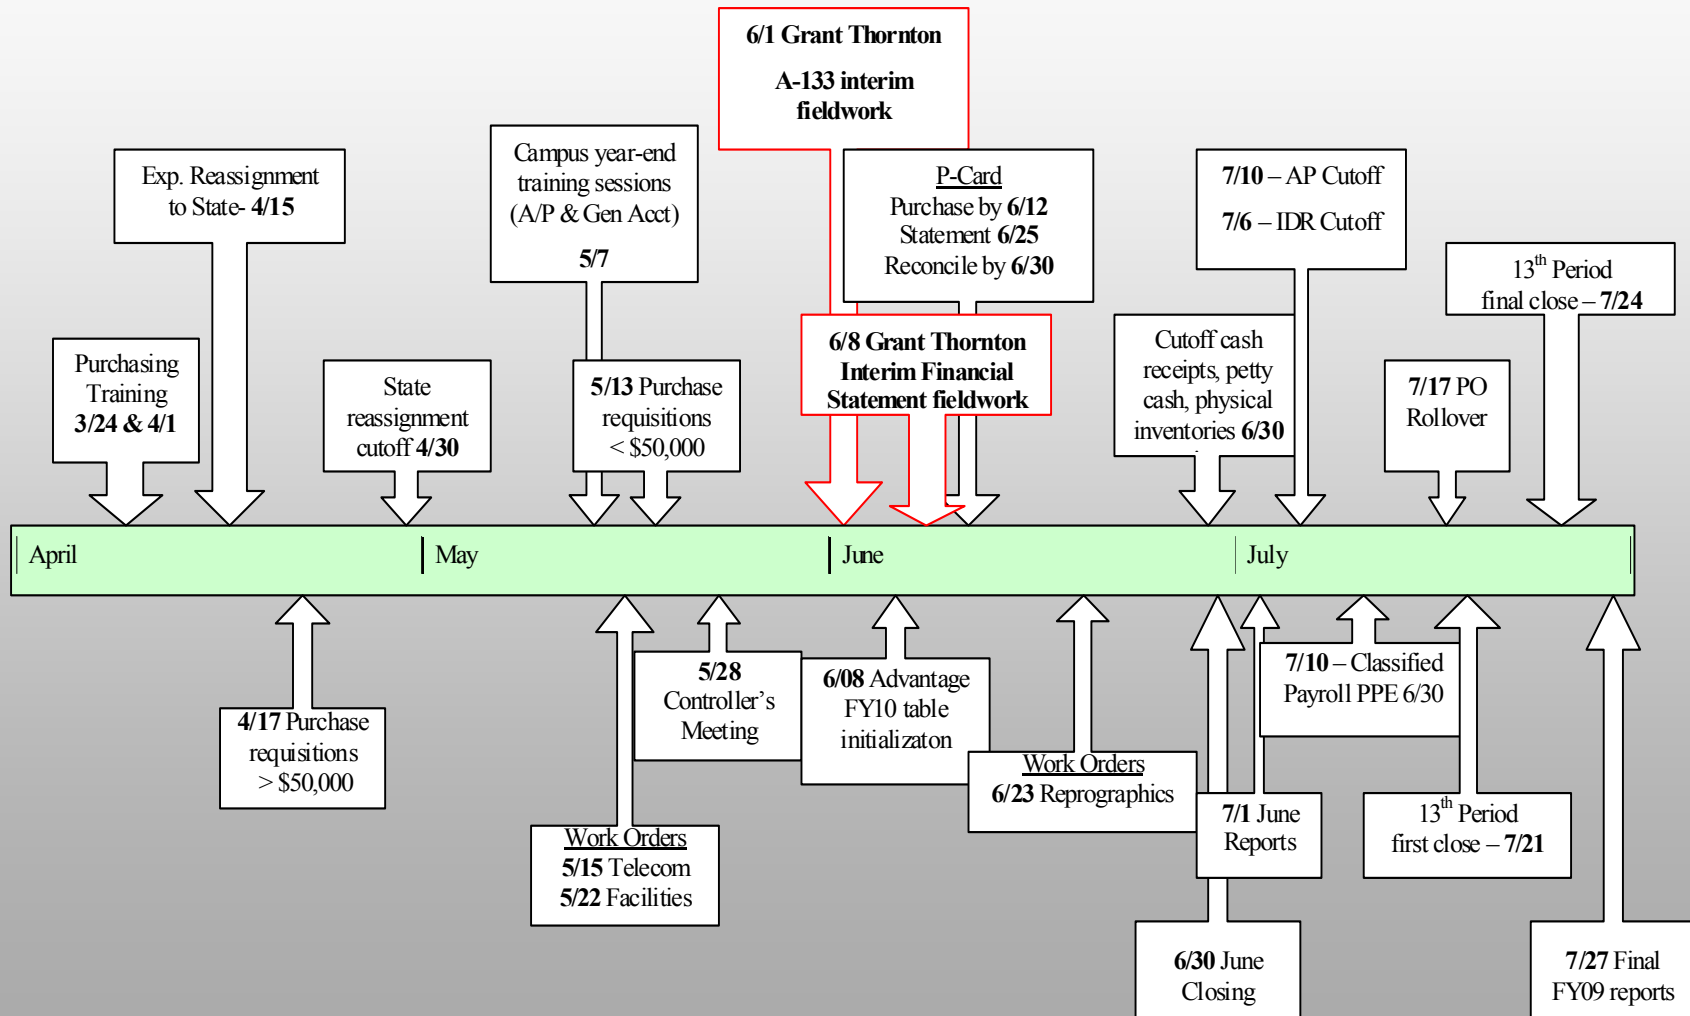 6/1 Grant Thornton
A-133 interim
fieldwork
Exp. Reassignment
to State- 4/15
Campus year-end
training sessions
(A/P & Gen Acct)
5/7
P-Card
Purchase by 6/12
Statement 6/25
Reconcile by 6/30
7/10 – AP Cutoff
7/6 – IDR Cutoff
13th Period
final close – 7/24
Purchasing
Training
3/24 & 4/1
State
reassignment
cutoff 4/30
5/13 Purchase
requisitions
< $50,000
6/8 Grant Thornton
Interim Financial
Statement fieldwork
Cutoff cash
receipts, petty
cash, physical
inventories 6/30
7/17 PO
Rollover
April
May
June
July
4/17 Purchase
requisitions
> $50,000
Work Orders
5/15 Telecom
5/22 Facilities
5/28
Controller’s
Meeting
6/08 Advantage
FY10 table
initializaton
Work Orders
6/23 Reprographics
6/30 June
Closing
7/1 June
Reports
7/10 – Classified
Payroll PPE 6/30
13th Period
first close – 7/21
7/27 Final
FY09 reports